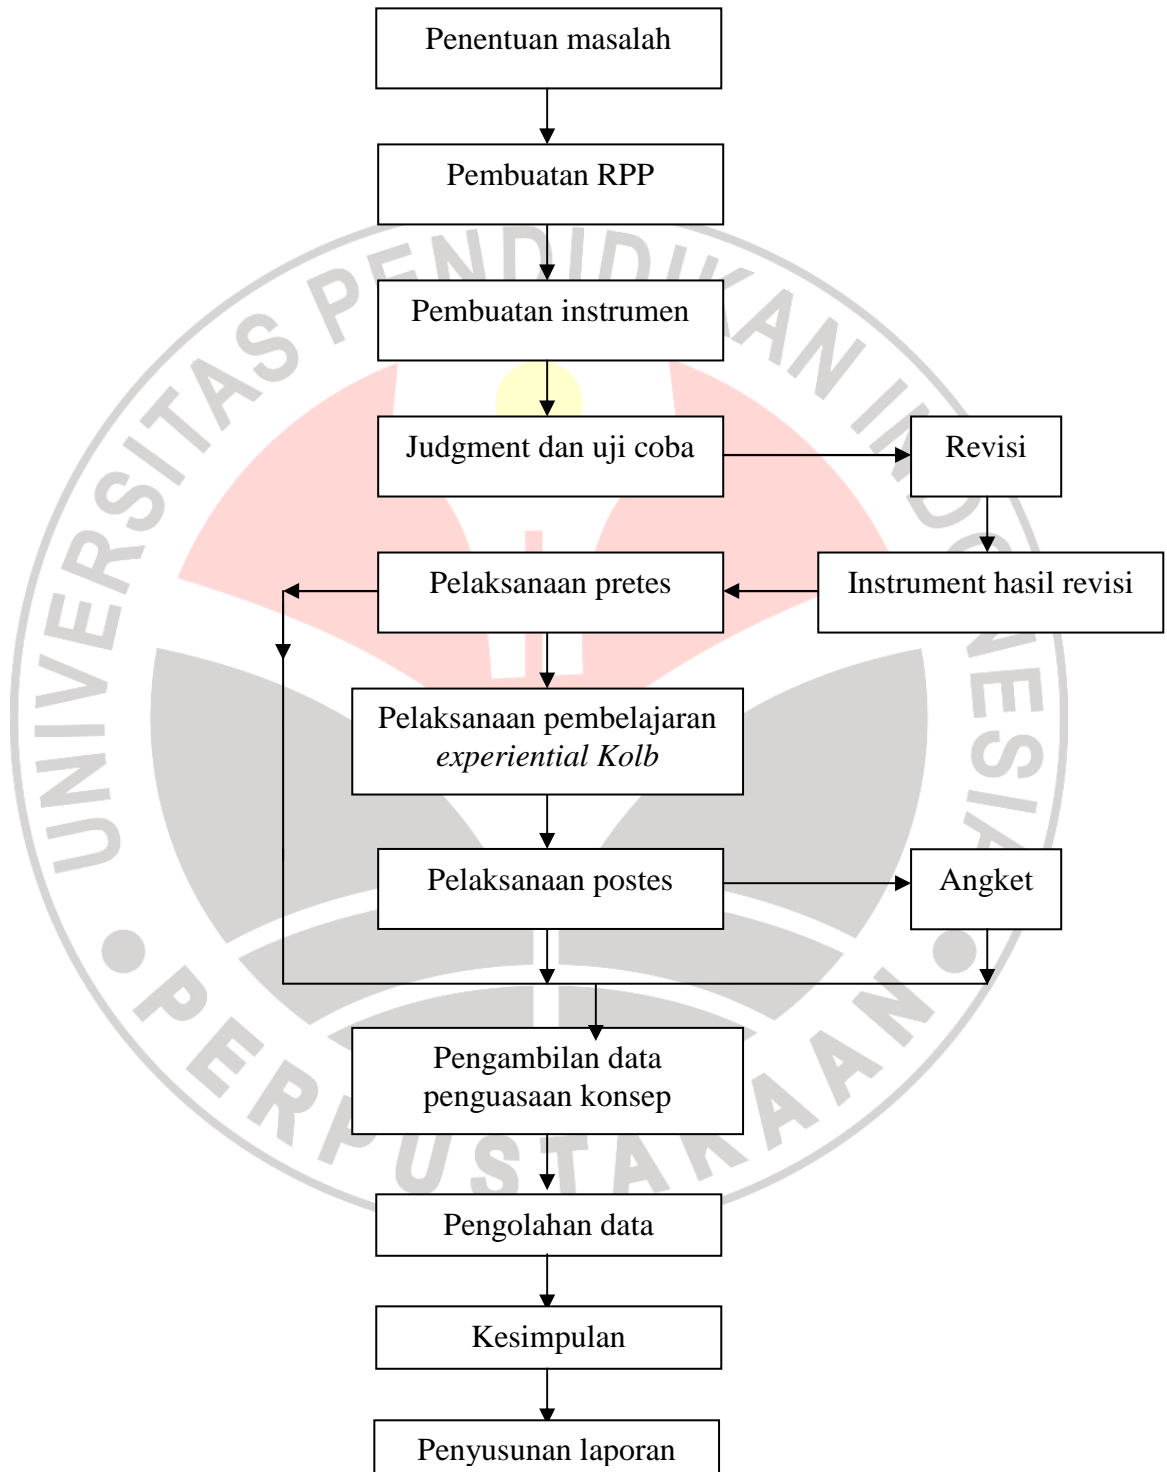 Penentuan masalah
Pembuatan RPP
Pembuatan instrumen
Judgment dan uji coba
Revisi
Pelaksanaan pretes
Instrument hasil revisi
Pelaksanaan pembelajaran
experiential Kolb
Pelaksanaan postes
Angket
Pengambilan data
penguasaan konsep
Pengolahan data
Kesimpulan
Penyusunan laporan
UNIVERSITAS PENDIDIKAN INDONESIA
PERPUSTAKAAN